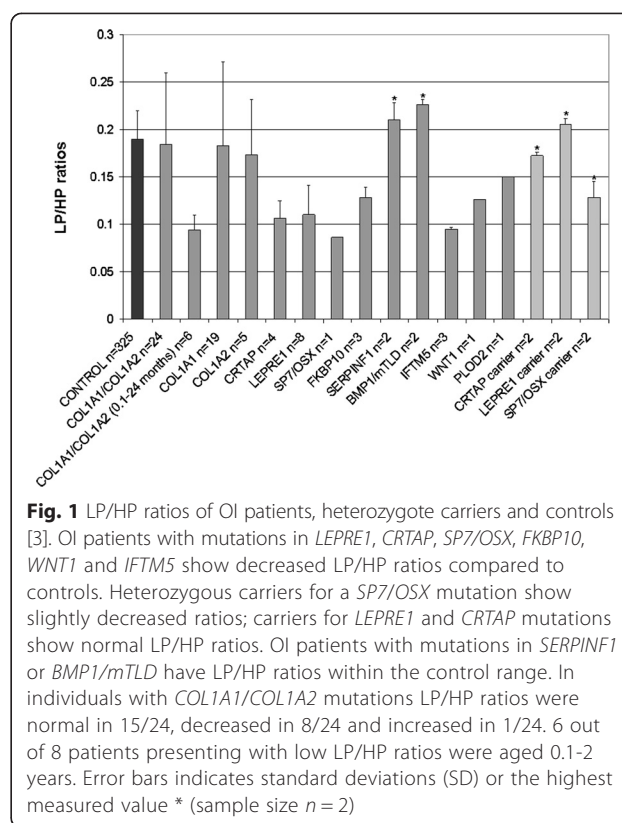 0.3
0.25
0.2
0.15
0.1
0.05
0
LP/HP ratios
* * * * *
CONTROL n=325
COL1A1/COL1A2 n=24
COL1A1/COL1A2 (0.1-24 months) n=6
COL1A1 n=19
COL1A2 n=5
CRTAP n=4
LEPRE1 n=8
SP7/OSX n=1
FKBP10 n=3
SERPINF1 n=2
BMP1/mTLD n=2
IFTM5 n=3
WNT1 n=1
PLOD2 n=1
CRTAP carrier n=2
LEPRE1 carrier n=2
SP7/OSX carrier n=2
Fig. 1 LP/HP ratios of OI patients, heterozygote carriers and controls
[3]. OI patients with mutations in LEPRE1, CRTAP, SP7/OSX, FKBP10,
WNT1 and IFTM5 show decreased LP/HP ratios compared to
controls. Heterozygous carriers for a SP7/OSX mutation show
slightly decreased ratios; carriers for LEPRE1 and CRTAP mutations
show normal LP/HP ratios. OI patients with mutations in SERPINF1
or BMP1/mTLD have LP/HP ratios within the control range. In
individuals with COL1A1/COL1A2 mutations LP/HP ratios were
normal in 15/24, decreased in 8/24 and increased in 1/24. 6 out
of 8 patients presenting with low LP/HP ratios were aged 0.1-2
years. Error bars indicates standard deviations (SD) or the highest
measured value * (sample size n = 2)